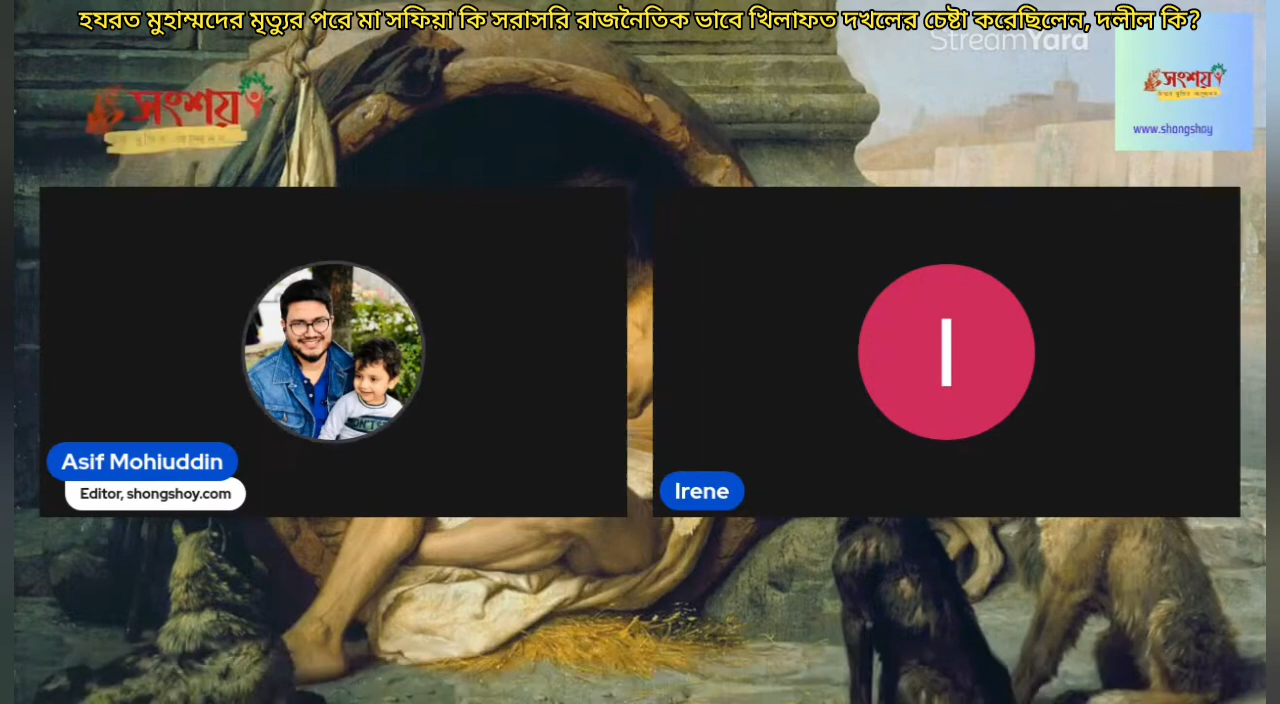 হযরত মুহাম্মদের মৃত্যুর পরে মা সফিয়া কি সরাসরি রাজনৈতিক ভাবে খিলাফত দখলের চেষ্টা করেছিলেন, দলীল কি?
StreamYard
সংশয়
সংশয়
www.shongshoy
I
Asif Mohiuddin
Editor, shongshoy.com
Irene